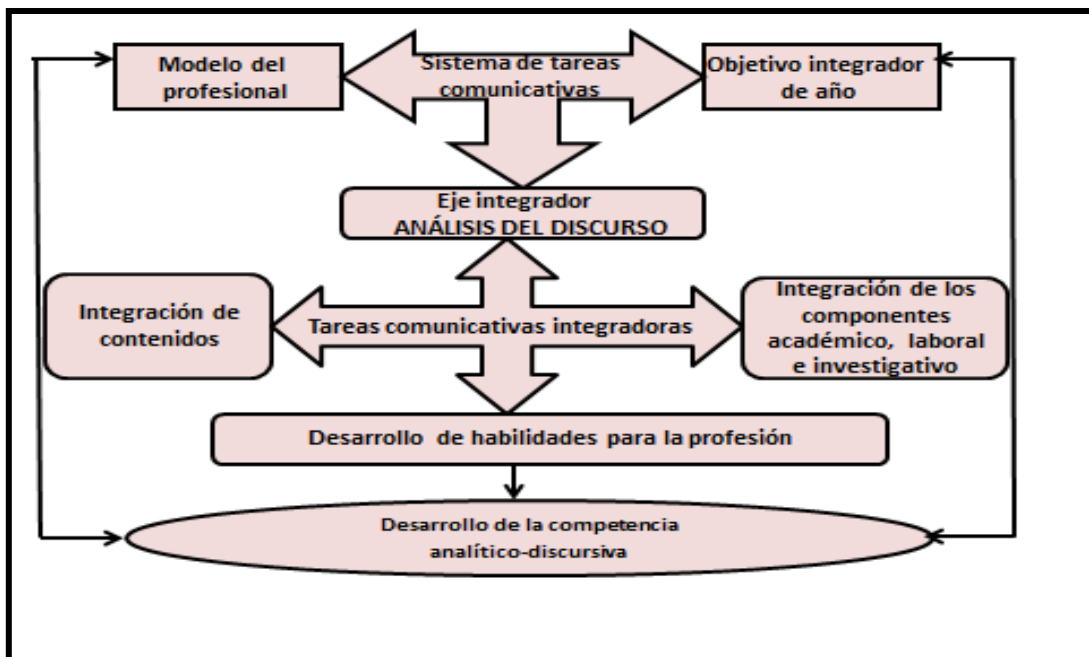 Modelo del
profesional
Sistema de tareas
comunicativas
Objetivo integrador
de año
Eje integrador
ANÁLISIS DEL DISCURSO
Integración de
contenidos
Tareas comunicativas integradoras
Integración de los
componentes
académico, laboral
e investigativo
Desarrollo de habilidades para la profesión
Desarrollo de la competencia
analítico-discursiva